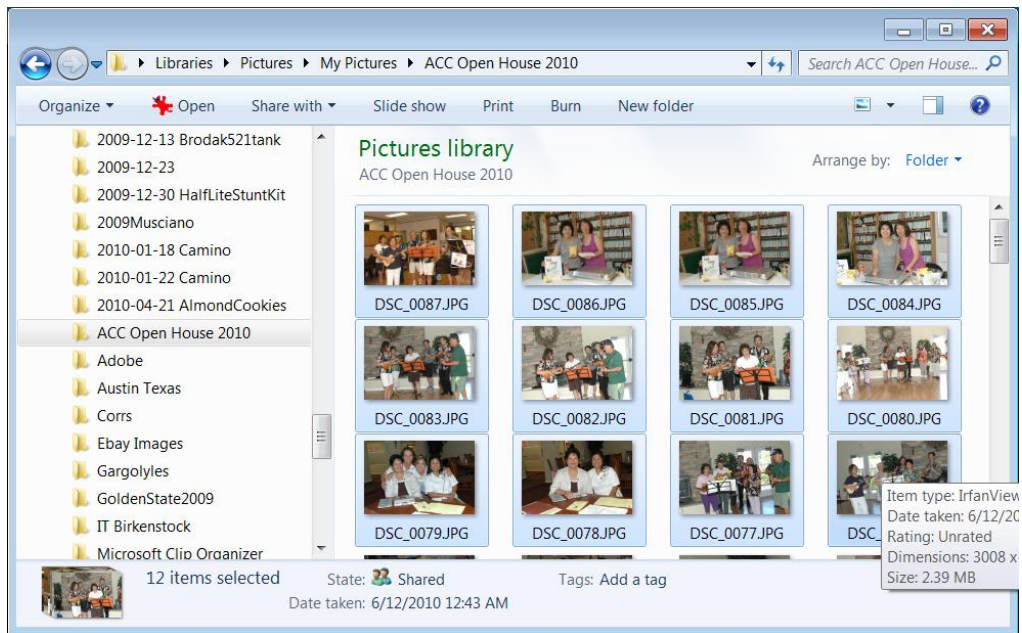 Libraries ▸ Pictures ▸ My Pictures ▸ ACC Open House 2010
Search ACC Open House...
Organize Open Share with Slide show Print Burn New folder
2009-12-13 Brodak521tank
2009-12-23
2009-12-30 HalfLiteStuntKit
2009Musciano
2010-01-18 Camino
2010-01-22 Camino
2010-04-21 AlmondCookies
ACC Open House 2010
Adobe
Austin Texas
Corrs
Ebay Images
Gargolyles
GoldenState2009
IT Birkenstock
Microsoft Clip Organizer
Pictures library
ACC Open House 2010
Arrange by: Folder
DSC_0087.JPG DSC_0086.JPG DSC_0085.JPG DSC_0084.JPG
DSC_0083.JPG DSC_0082.JPG DSC_0081.JPG DSC_0080.JPG
DSC_0079.JPG DSC_0078.JPG DSC_0077.JPG DSC_
Item type: IrfanView
Date taken: 6/12/20
Rating: Unrated
Dimensions: 3008 x
Size: 2.39 MB
12 items selected State: Shared Tags: Add a tag
Date taken: 6/12/2010 12:43 AM